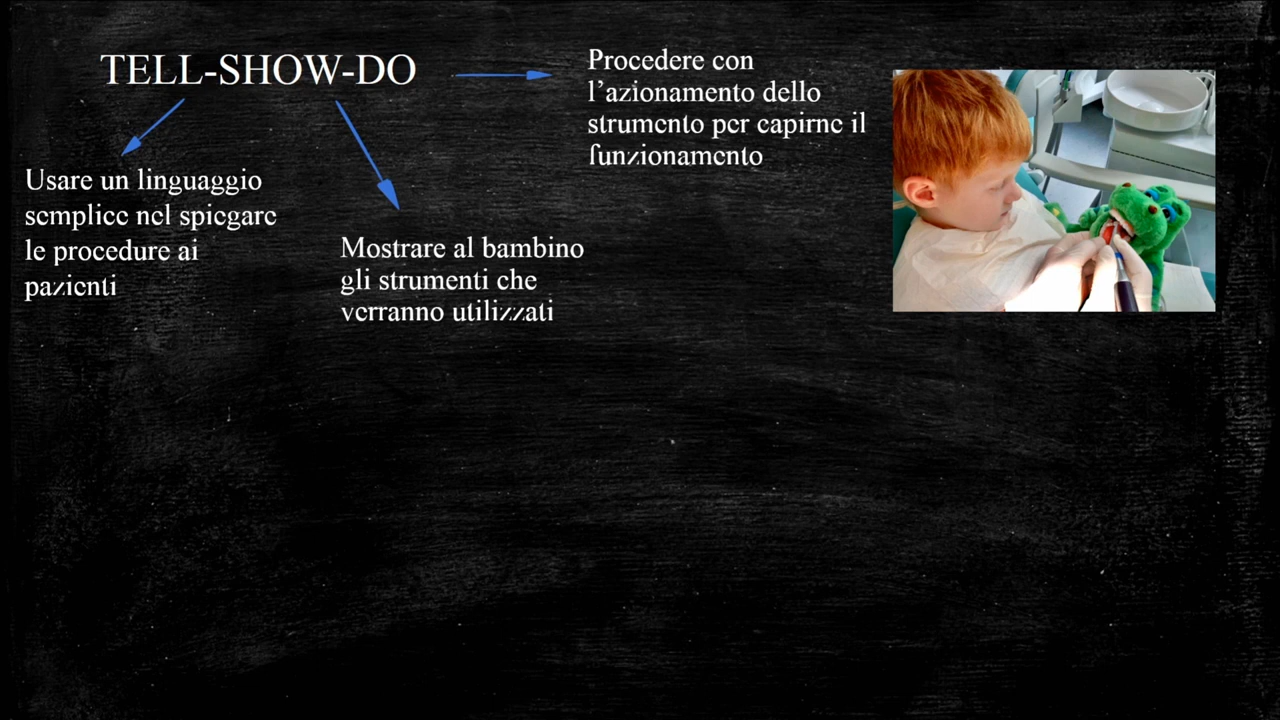 TELL-SHOW-DO
Usare un linguaggio
semplice nel spiegare
le procedure ai
pazienti
Mostrare al bambino
gli strumenti che
verranno utilizzati
Procedere con
l’azionamento dello
strumento per capirne il
funzionamento